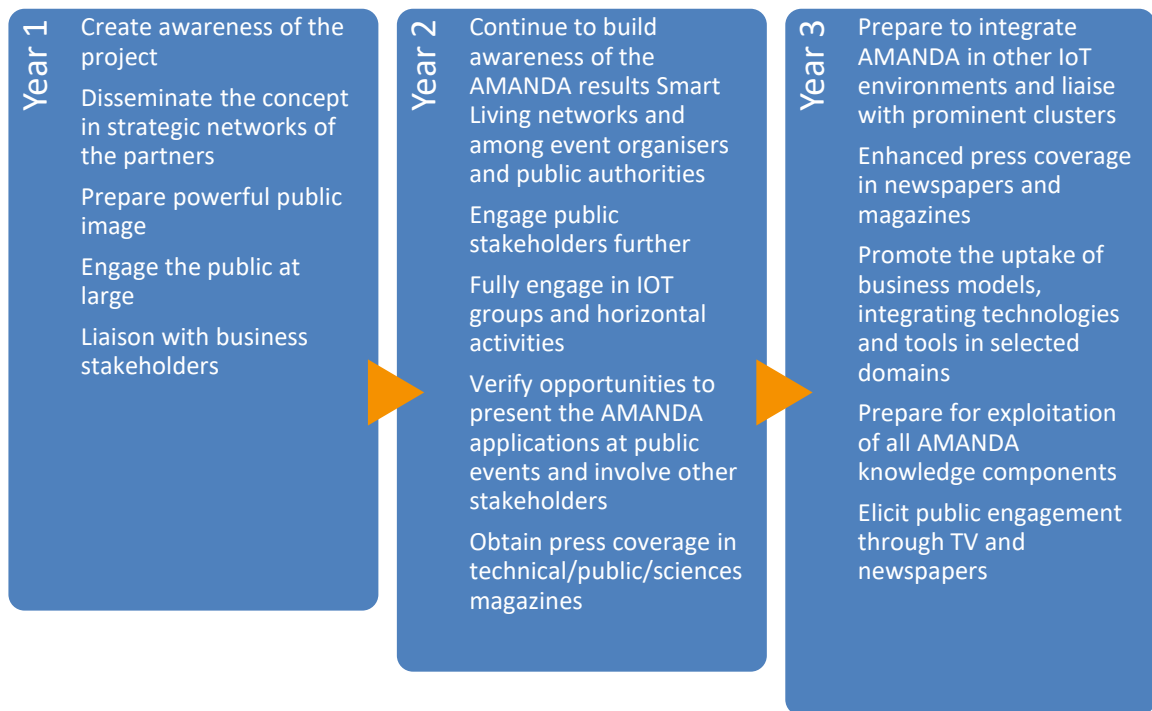 Year 1
Create awareness of the
project
Disseminate the concept
in strategic networks of
the partners
Prepare powerful public
image
Engage the public at
large
Liaison with business
stakeholders
Year 2
Continue to build
awareness of the
AMANDA results Smart
Living networks and
among event organisers
and public authorities
Engage public
stakeholders further
Fully engage in IOT
groups and horizontal
activities
Verify opportunities to
present the AMANDA
applications at public
events and involve other
stakeholders
Obtain press coverage in
technical/public/sciences
magazines
Year 3
Prepare to integrate
AMANDA in other IoT
environments and liaise
with prominent clusters
Enhanced press coverage
in newspapers and
magazines
Promote the uptake of
business models,
integrating technologies
and tools in selected
domains
Prepare for exploitation
of all AMANDA
knowledge components
Elicit public engagement
through TV and
newspapers